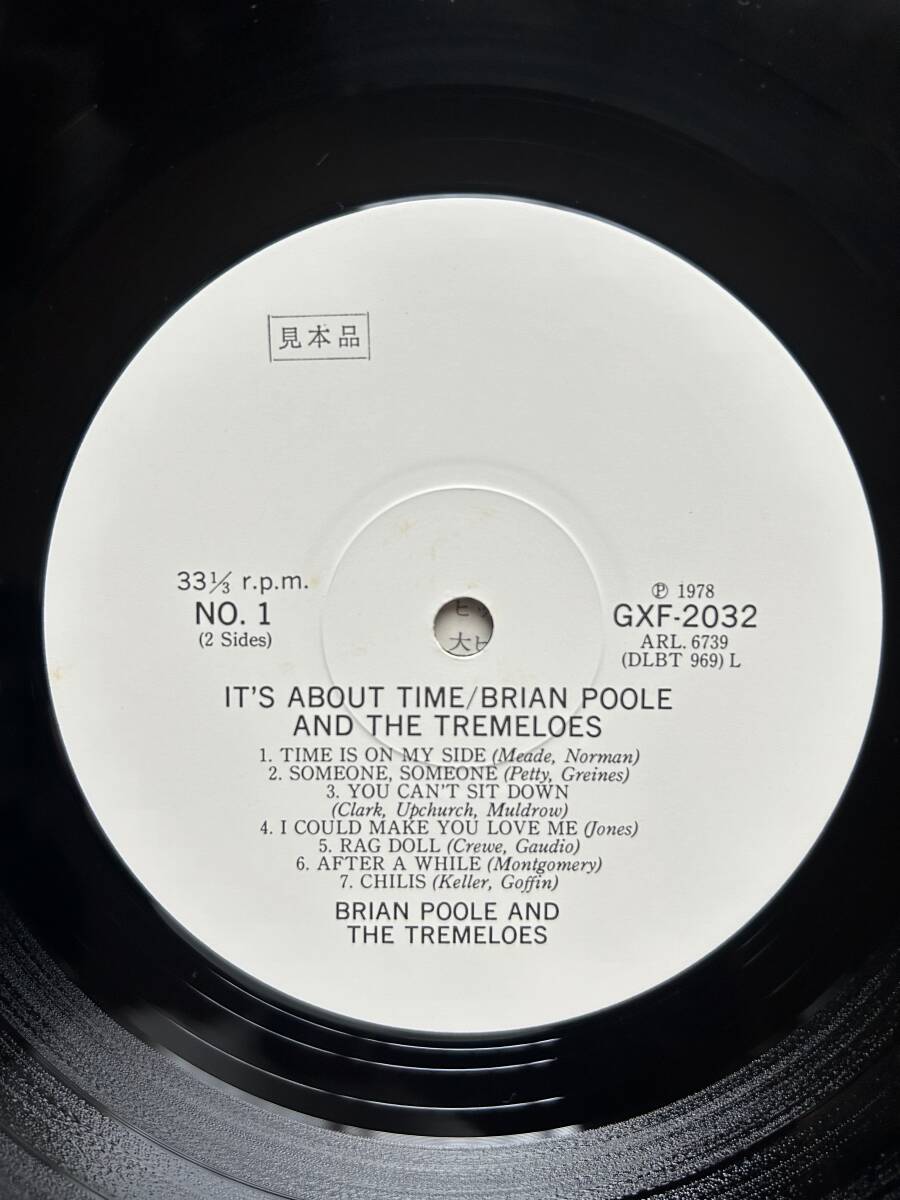 見本品
33⅓ r.p.m.
NO. 1
(2 Sides)
Ⓟ 1978
GXF-2032
ARL. 6739
(DLBT 969) L
大ヒ
IT'S ABOUT TIME/BRIAN POOLE
AND THE TREMELOES
1. TIME IS ON MY SIDE (Meade, Norman)
2. SOMEONE, SOMEONE (Petty, Greines)
3. YOU CAN'T SIT DOWN
(Clark, Upchurch, Muldrow)
4. I COULD MAKE YOU LOVE ME (Jones)
5. RAG DOLL (Crewe, Gaudio)
6. AFTER A WHILE (Montgomery)
7. CHILIS (Keller, Goffin)
BRIAN POOLE AND
THE TREMELOES